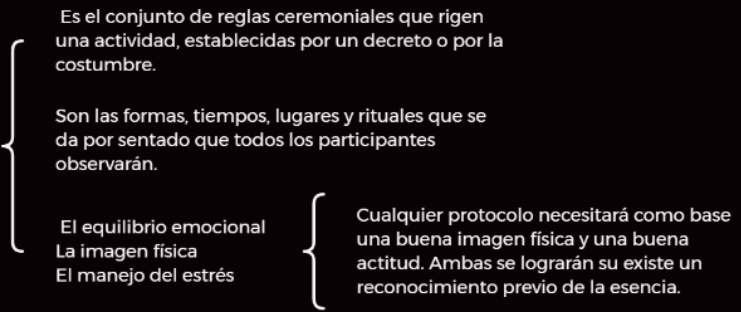 Es el conjunto de reglas ceremoniales que rigen
una actividad, establecidas por un decreto o por la
costumbre.
Son las formas, tiempos, lugares y rituales que se
da por sentado que todos los participantes
observarán.
El equilibrio emocional
La imagen física
El manejo del estrés
Cualquier protocolo necesitará como base
una buena imagen física y una buena
actitud. Ambas se lograrán su existe un
reconocimiento previo de la esencia.